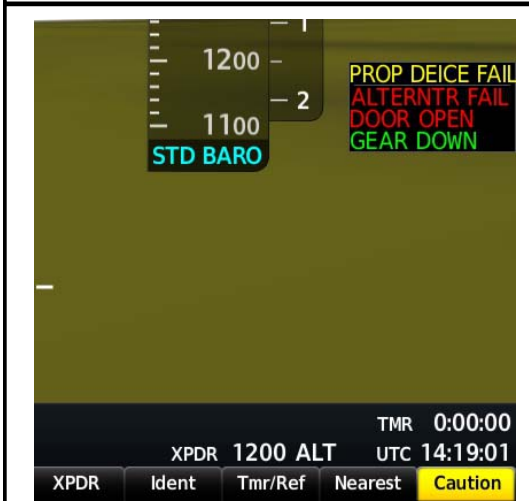 1
1200
2
1100
STD BARO
PROP DEICE FAIL
ALTERNTR FAIL
DOOR OPEN
GEAR DOWN
TMR 0:00:00
XPDR 1200 ALT UTC 14:19:01
XPDR Ident Tmr/Ref Nearest Caution